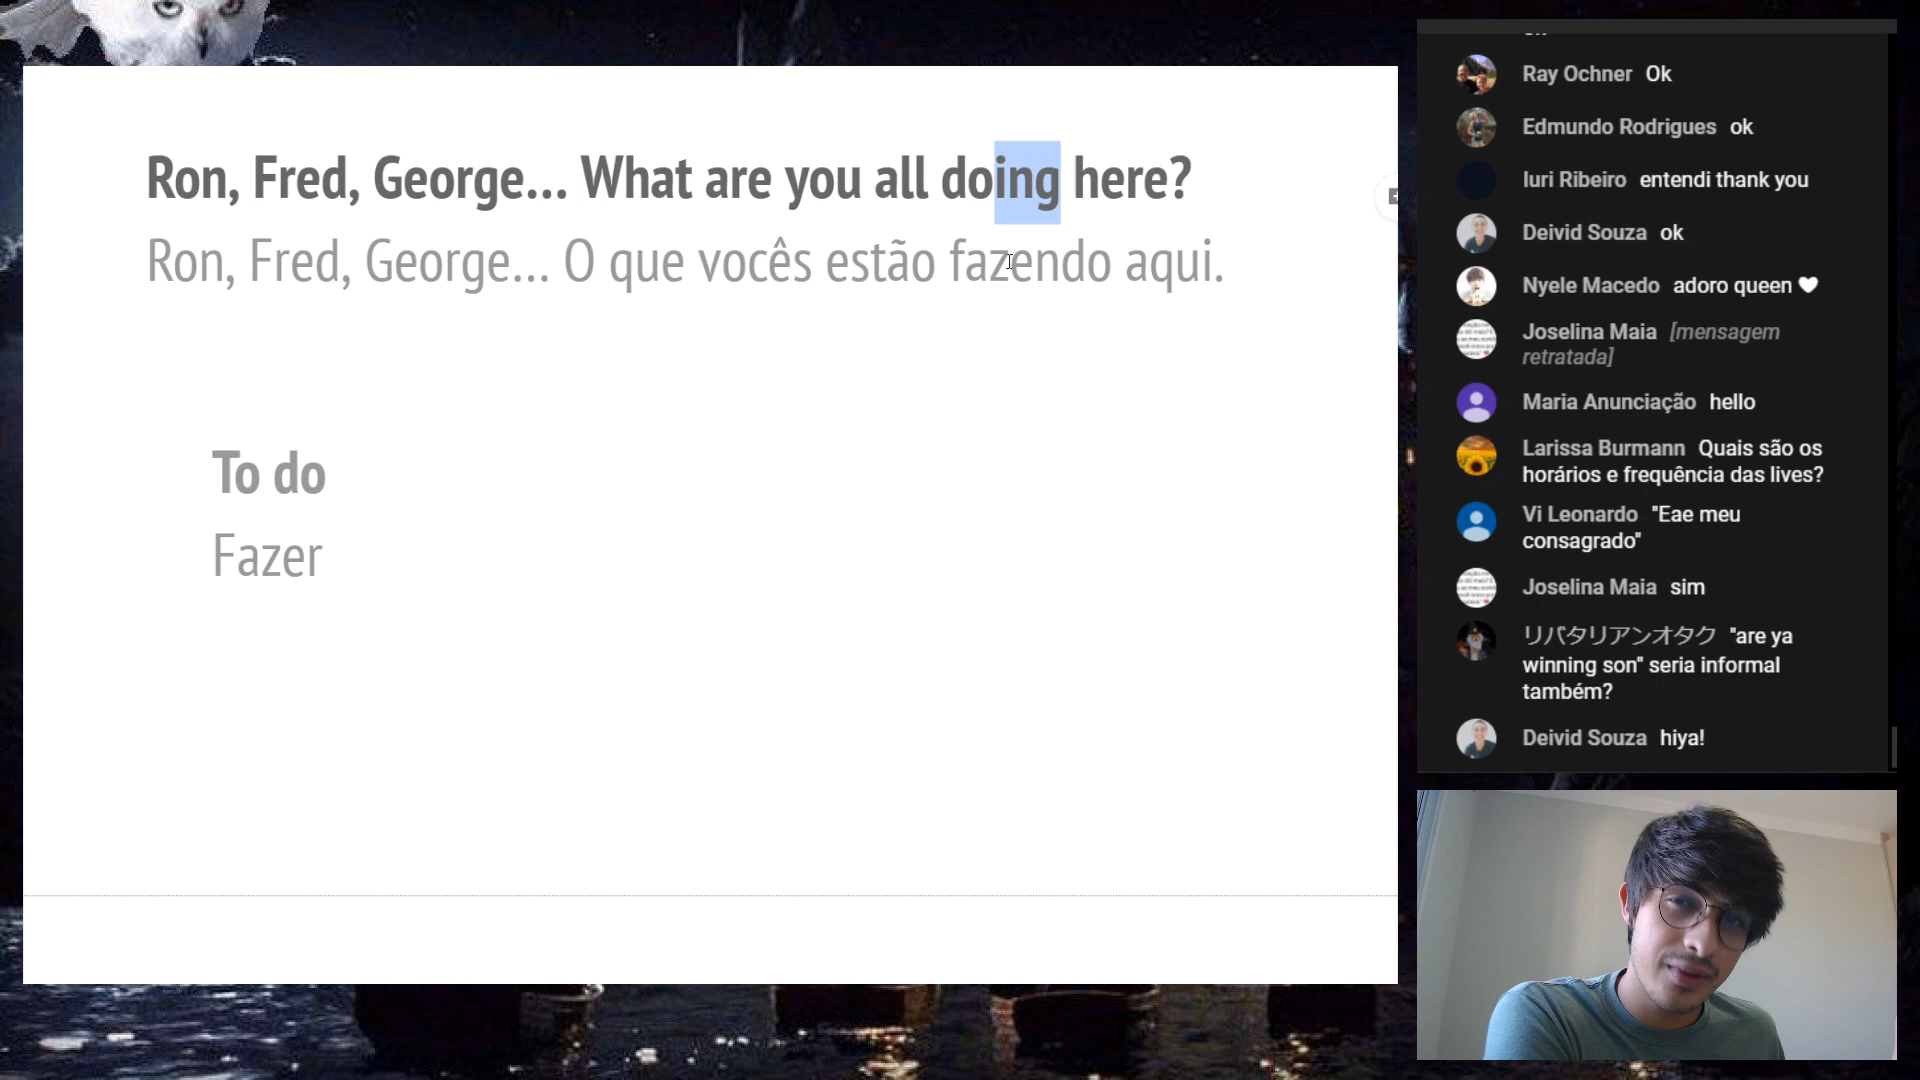 Ron, Fred, George... What are you all doing here?
Ron, Fred, George... O que vocês estão fazendo aqui.
To do
Fazer
Ray Ochner Ok
Edmundo Rodrigues ok
Iuri Ribeiro entendi thank you
Deivid Souza ok
Nyele Macedo adoro queen 🤍
Joselina Maia [mensagem
retratada]
Maria Anunciação hello
Larissa Burmann Quais são os
horários e frequência das lives?
Vi Leonardo "Eae meu
consagrado"
Joselina Maia sim
リバタリアンオタク "are ya
winning son" seria informal
também?
Deivid Souza hiya!